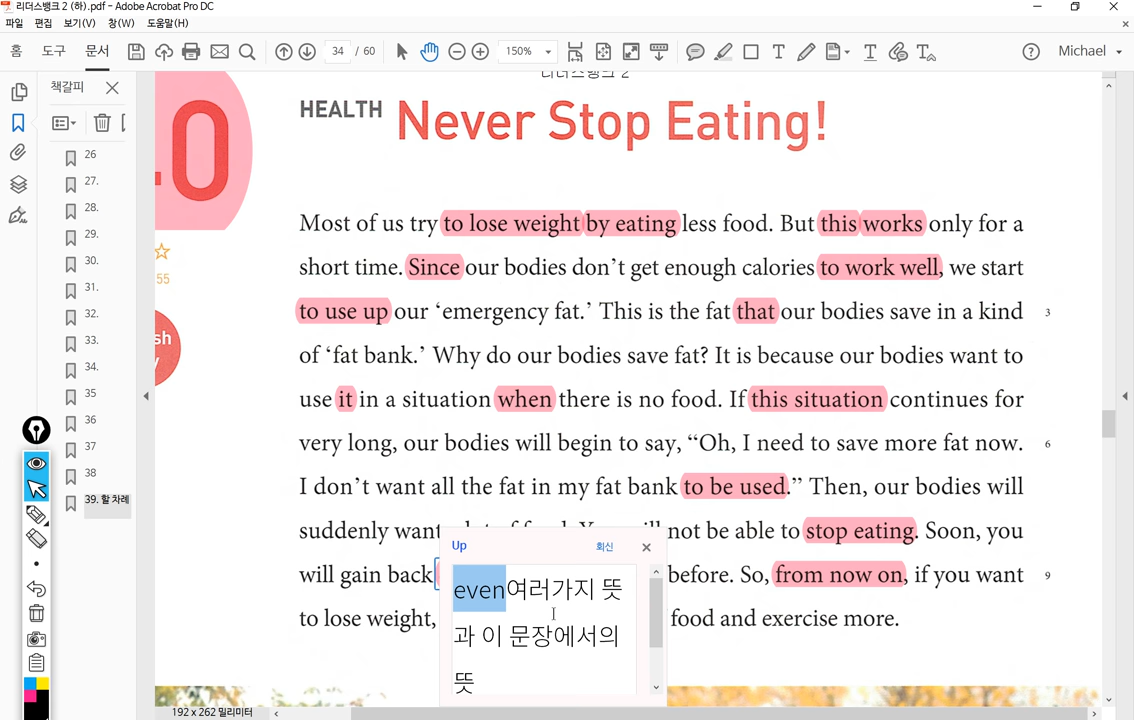 리더스뱅크 2 (하).pdf - Adobe Acrobat Pro DC
파일 편집 보기(V) 창(W) 도움말(H)
홈 도구 문서 34 / 60 150% Michael
책갈피
26
27.
28.
29.
30.
31.
32.
33.
34.
35
36
37
38
39. 할 차례
리더스뱅크 2
HEALTH Never Stop Eating!
55
Most of us try to lose weight by eating less food. But this works only for a
short time. Since our bodies don't get enough calories to work well, we start
to use up our 'emergency fat.' This is the fat that our bodies save in a kind 3
of 'fat bank.' Why do our bodies save fat? It is because our bodies want to
use it in a situation when there is no food. If this situation continues for
very long, our bodies will begin to say, "Oh, I need to save more fat now. 6
I don't want all the fat in my fat bank to be used." Then, our bodies will
suddenly want not be able to stop eating. Soon, you
will gain back before. So, from now on, if you want 9
to lose weight, food and exercise more.
Up 회신
even여러가지 뜻
과 이 문장에서의
뜻
192 x 262 밀리미터